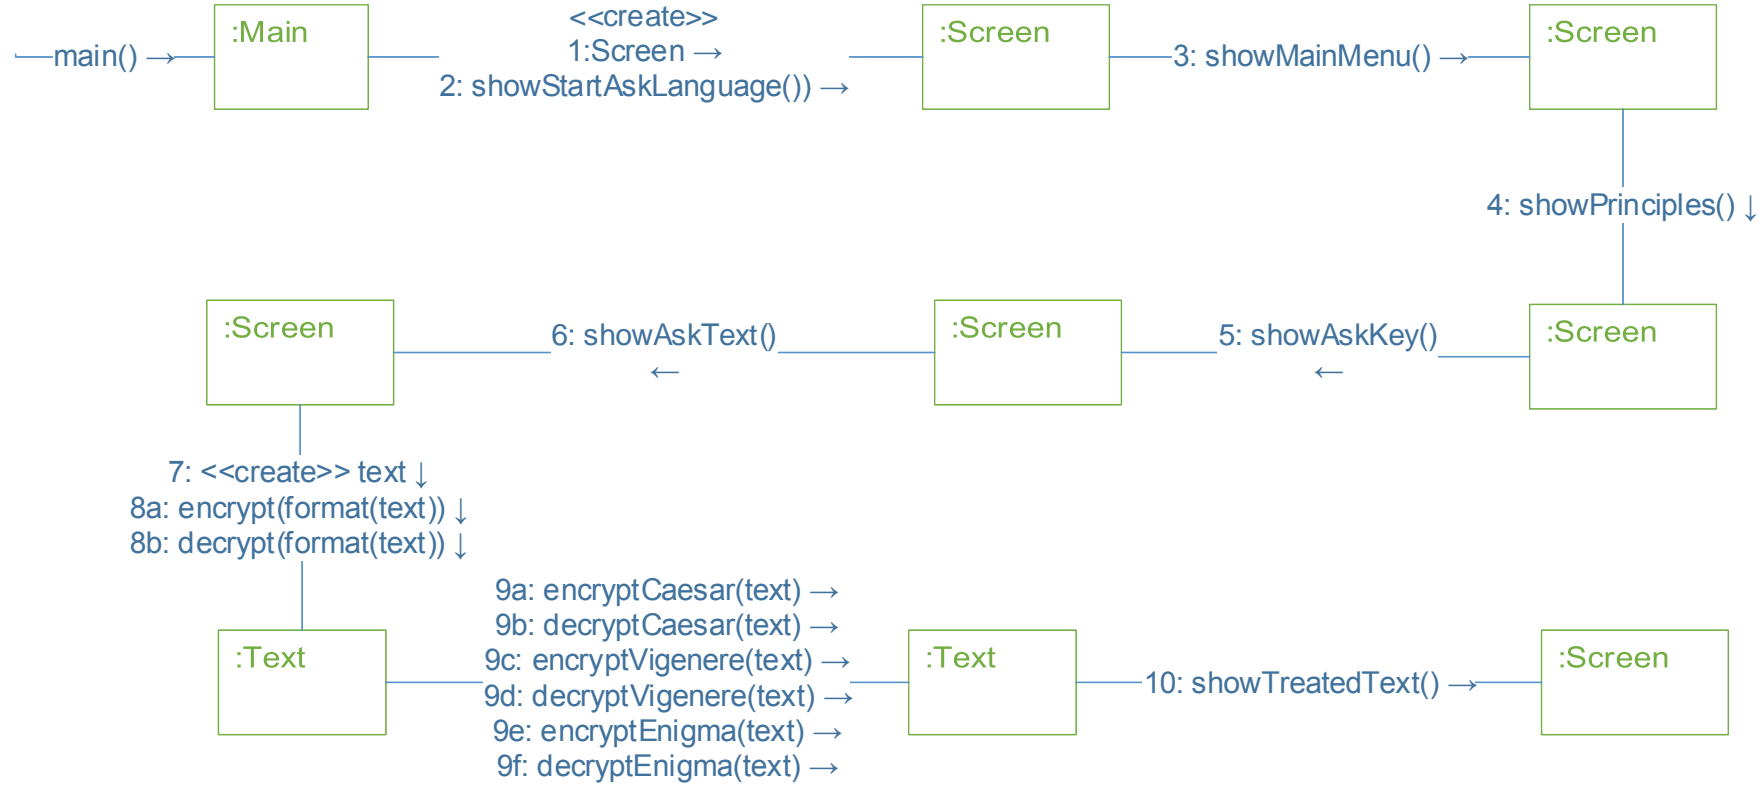 main() →
:Main
<<create>>
1:Screen →
2: showStartAskLanguage()) →
:Screen
3: showMainMenu() →
:Screen
4: showPrinciples() ↓
:Screen
5: showAskKey()
←
:Screen
6: showAskText()
←
:Screen
7: <<create>> text ↓
8a: encrypt(format(text)) ↓
8b: decrypt(format(text)) ↓
:Text
9a: encryptCaesar(text) →
9b: decryptCaesar(text) →
9c: encryptVigenere(text) →
9d: decryptVigenere(text) →
9e: encryptEnigma(text) →
9f: decryptEnigma(text) →
:Text
10: showTreatedText() →
:Screen